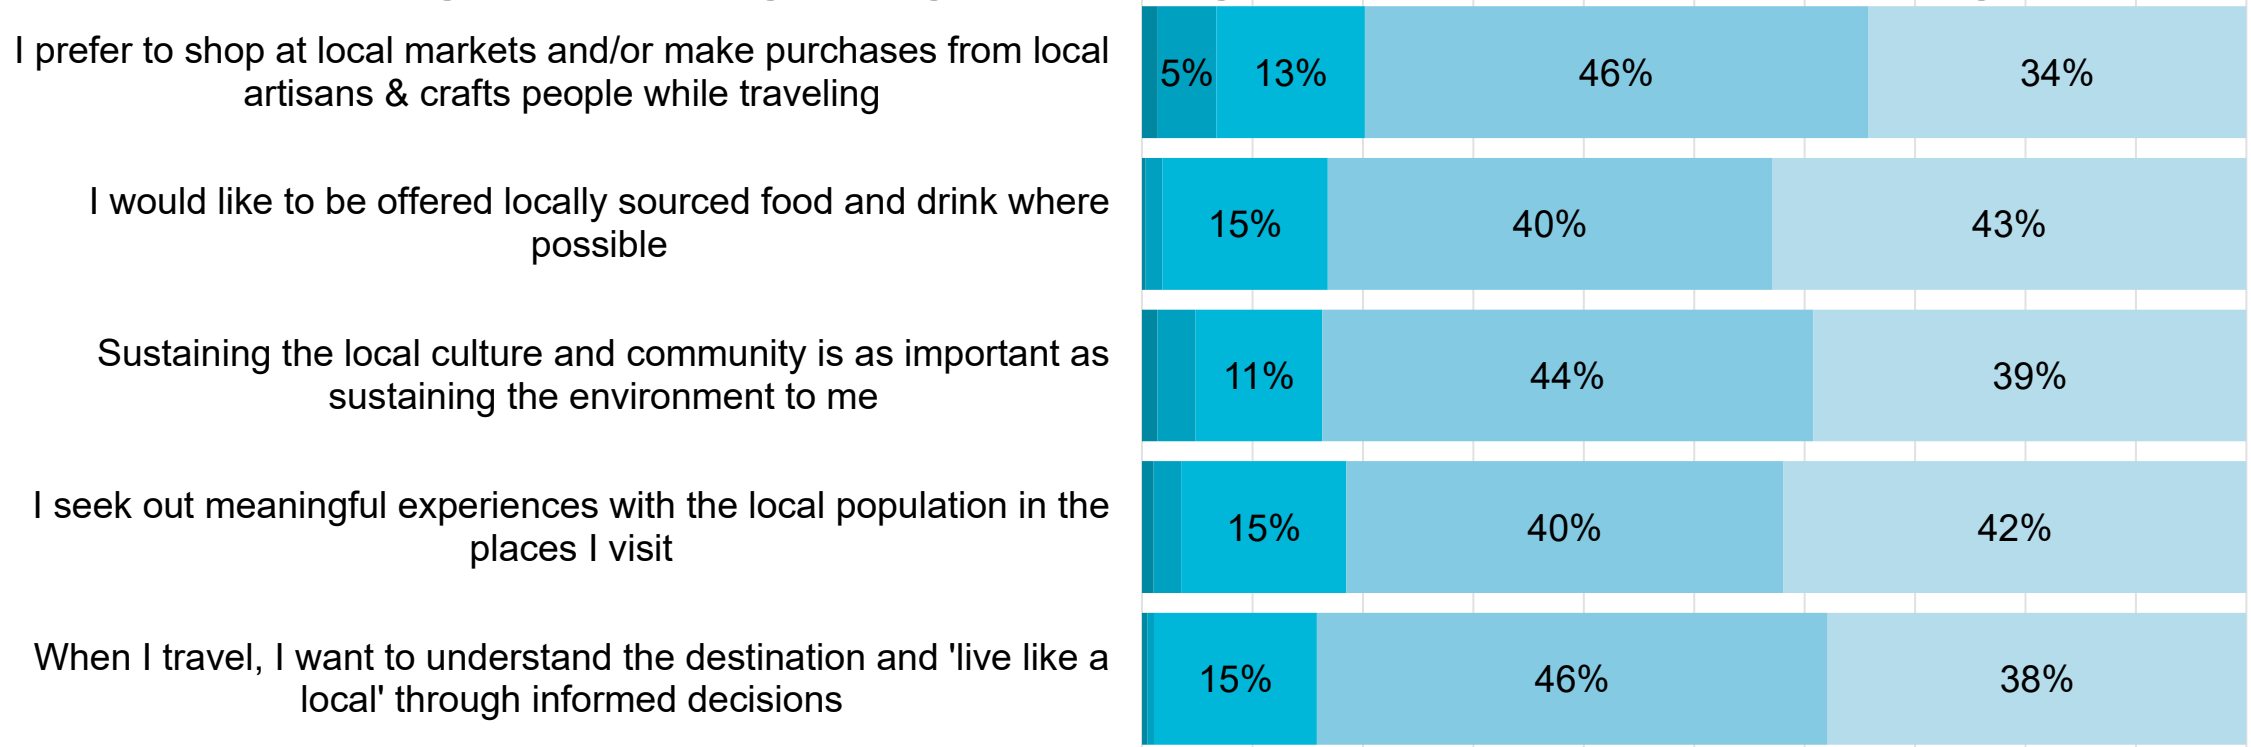 I prefer to shop at local markets and/or make purchases from local
artisans & crafts people while traveling
5% 13% 46% 34%
I would like to be offered locally sourced food and drink where
possible
15% 40% 43%
Sustaining the local culture and community is as important as
sustaining the environment to me
11% 44% 39%
I seek out meaningful experiences with the local population in the
places I visit
15% 40% 42%
When I travel, I want to understand the destination and 'live like a
local' through informed decisions
15% 46% 38%